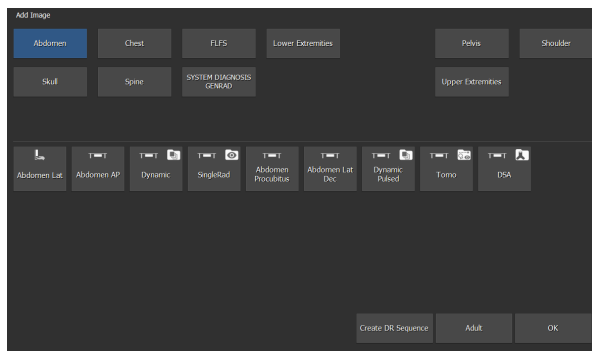 Add Image
Abdomen
Chest
FLFS
Lower Extremities
Pelvis
Shoulder
Skull
Spine
SYSTEM DIAGNOSIS
GENRAD
Upper Extremities
Abdomen Lat
T T
Abdomen AP
T T
Dynamic
T T
SingleRad
T T
Abdomen
Procubitus
T T
Abdomen Lat
Dec
T T
Dynamic
Pulsed
T T
Tomo
T T
DSA
Create DR Sequence
Adult
OK